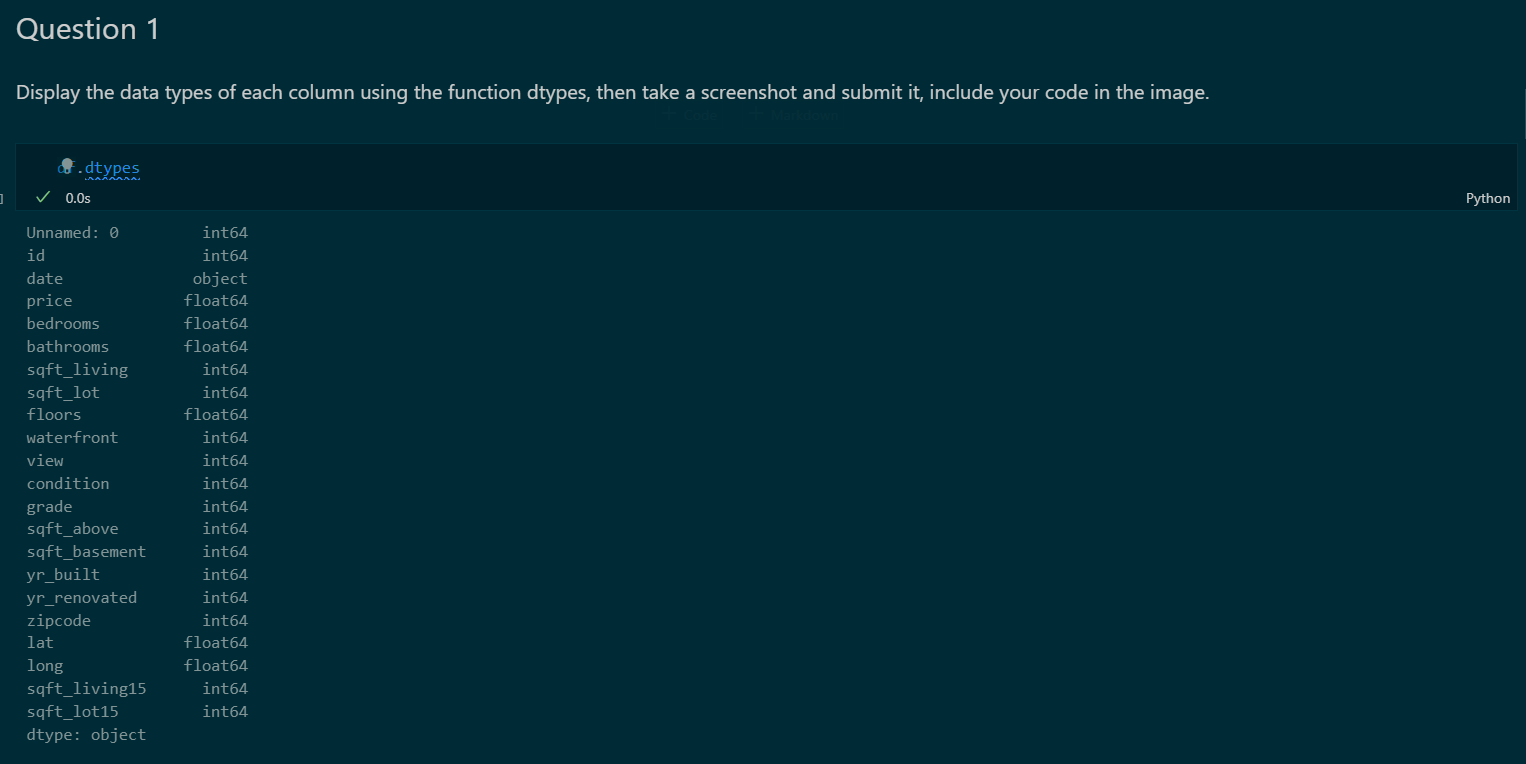 Question 1
Display the data types of each column using the function dtypes, then take a screenshot and submit it, include your code in the image.
df.dtypes
0.0s
Python
Unnamed: 0 int64
id int64
date object
price float64
bedrooms float64
bathrooms float64
sqft_living int64
sqft_lot int64
floors float64
waterfront int64
view int64
condition int64
grade int64
sqft_above int64
sqft_basement int64
yr_built int64
yr_renovated int64
zipcode int64
lat float64
long float64
sqft_living15 int64
sqft_lot15 int64
dtype: object